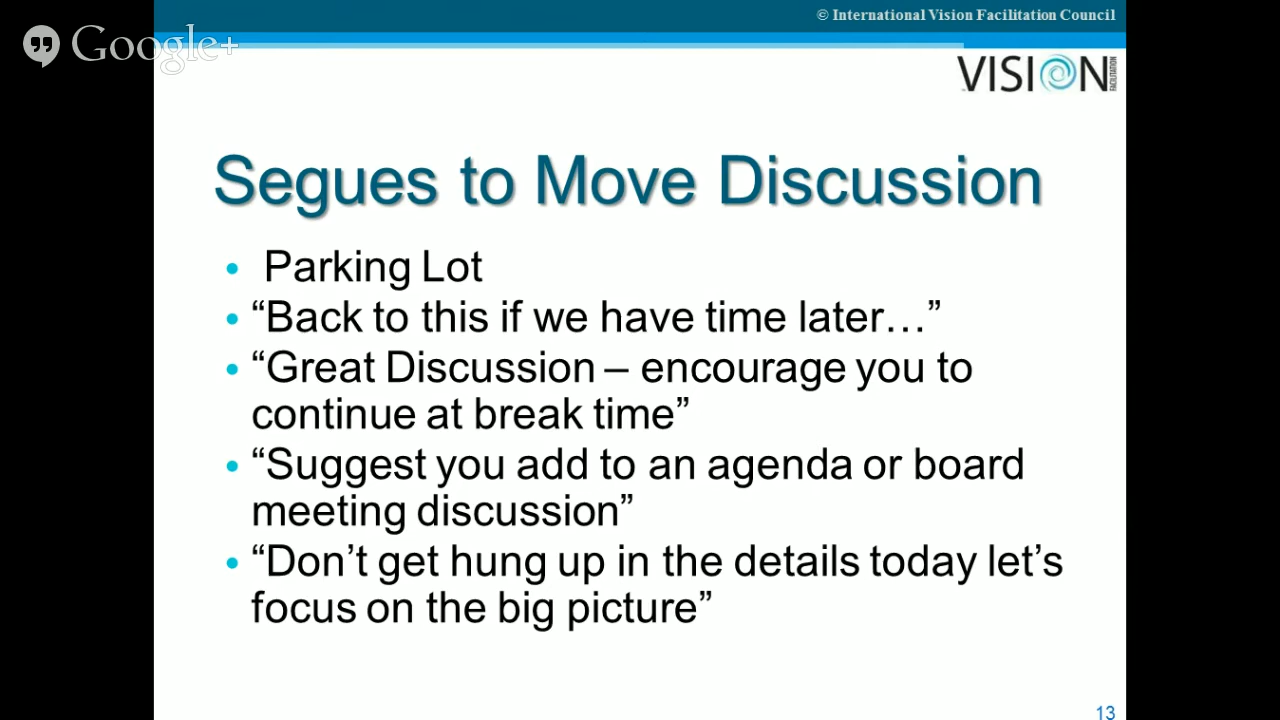 © International Vision Facilitation Council
Google+
VISION
FACILITATION
Segues to Move Discussion
• Parking Lot
• “Back to this if we have time later…”
• “Great Discussion – encourage you to
continue at break time”
• “Suggest you add to an agenda or board
meeting discussion”
• “Don’t get hung up in the details today let’s
focus on the big picture”
13